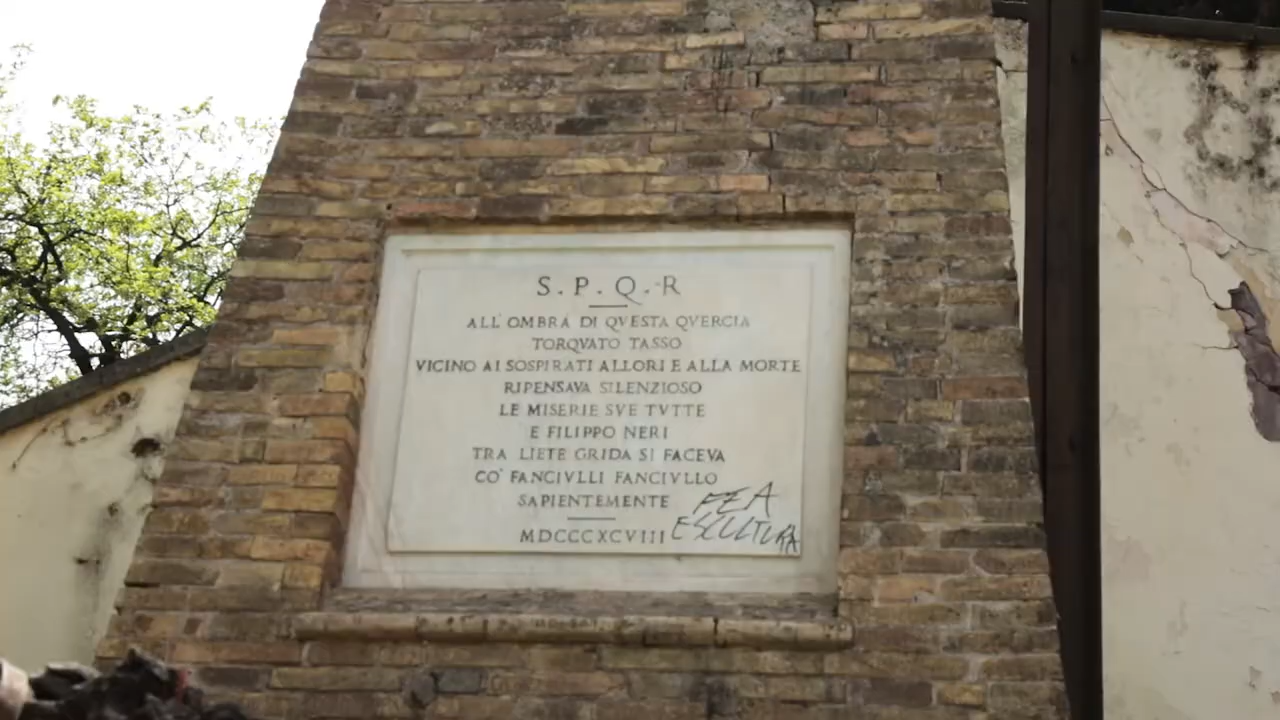 S. P. Q. R
ALL' OMBRA DI QVESTA QVERCIA
TORQVATO TASSO
VICINO AI SOSPIRATI ALLORI E ALLA MORTE
RIPENSAVA SILENZIOSO
LE MISERIE SVE TVTTE
E FILIPPO NERI
TRA LIETE GRIDA SI FACEVA
CO' FANCIVLLI FANCIVLLO
SAPIENTEMENTE
MDCCCXCVIII
FEA
ESCULTURA